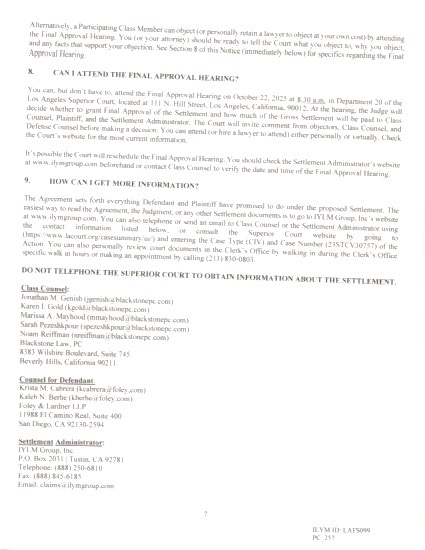 Alternatively, a Participating Class Member can object (or personally retain a lawyer to object at your own cost) by attending
the Final Approval Hearing. You (or your attorney) should be ready to tell the Court what you object to, why you object,
and any facts that support your objection. See Section 8 of this Notice (immediately below) for specifics regarding the Final
Approval Hearing.
8. CAN I ATTEND THE FINAL APPROVAL HEARING?
You can, but don't have to, attend the Final Approval Hearing on October 22, 2025 at 8:30 a.m. in Department 20 of the
Los Angeles Superior Court, located at 111 N. Hill Street, Los Angeles, California, 90012. At the hearing, the Judge will
decide whether to grant Final Approval of the Settlement and how much of the Gross Settlement will be paid to Class
Counsel, Plaintiff, and the Settlement Administrator. The Court will invite comment from objectors, Class Counsel, and
Defense Counsel before making a decision. You can attend (or hire a lawyer to attend) either personally or virtually. Check
the Court's website for the most current information.
It's possible the Court will reschedule the Final Approval Hearing. You should check the Settlement Administrator's website
at www.ilymgroup.com beforehand or contact Class Counsel to verify the date and time of the Final Approval Hearing.
9. HOW CAN I GET MORE INFORMATION?
The Agreement sets forth everything Defendant and Plaintiff have promised to do under the proposed Settlement. The
easiest way to read the Agreement, the Judgment, or any other Settlement documents is to go to ILYM Group, Inc.'s website
at www.ilymgroup.com. You can also telephone or send an email to Class Counsel or the Settlement Administrator using
the contact information listed below, or consult the Superior Court website by going to
(https://www.lacourt.org/casesummary/ui/) and entering the Case Type (CIV) and Case Number (23STCV30757) of the
Action. You can also personally review court documents in the Clerk's Office by walking in during the Clerk's Office
specific walk in hours or making an appointment by calling (213) 830-0803.
DO NOT TELEPHONE THE SUPERIOR COURT TO OBTAIN INFORMATION ABOUT THE SETTLEMENT.
Class Counsel:
Jonathan M. Genish (jgenish@blackstonepc.com)
Karen I. Gold (kgold@blackstonepc.com)
Marissa A. Mayhood (mmayhood@blackstonepc.com)
Sarah Pezeshkpour (spezeshkpour@blackstonepc.com)
Noam Reiffman (nreiffman@blackstonepc.com)
Blackstone Law, PC
8383 Wilshire Boulevard, Suite 745
Beverly Hills, California 90211
Counsel for Defendant:
Krista M. Cabrera (kcabrera@foley.com)
Kaleb N. Berhe (kberhe@foley.com)
Foley & Lardner LLP
11988 El Camino Real, Suite 400
San Diego, CA 92130-2594
Settlement Administrator:
ILYM Group, Inc.
P.O. Box 2031 | Tustin, CA 92781
Telephone: (888) 250-6810
Fax: (888) 845-6185
Email: claims@ilymgroup.com
7
ILYM ID: LAFS099
PC_257